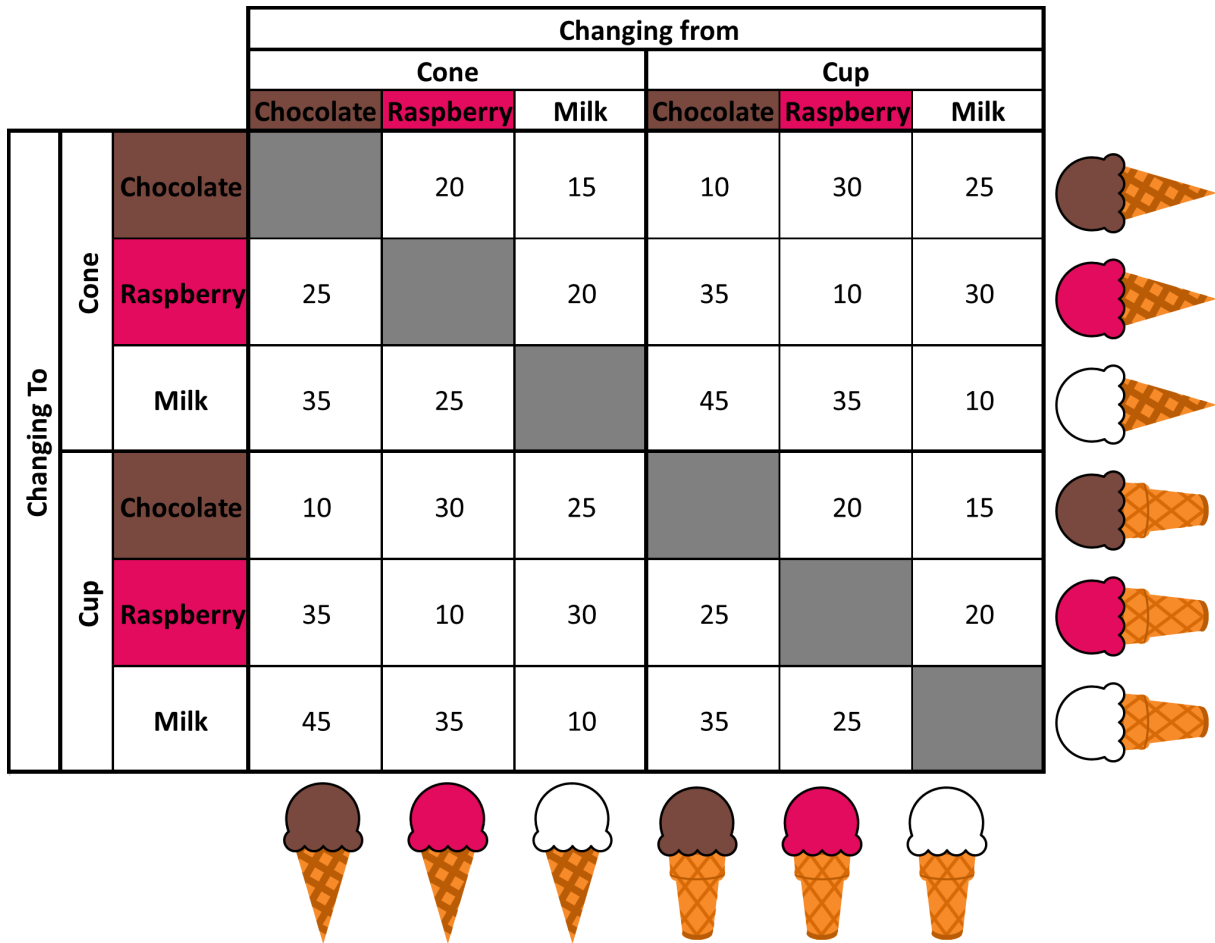 Changing from
Cone Cup
Chocolate Raspberry Milk Chocolate Raspberry Milk
Changing To
Cone
Chocolate 20 15 10 30 25
Raspberry 25 20 35 10 30
Milk 35 25 45 35 10
Cup
Chocolate 10 30 25 20 15
Raspberry 35 10 30 25 20
Milk 45 35 10 35 25